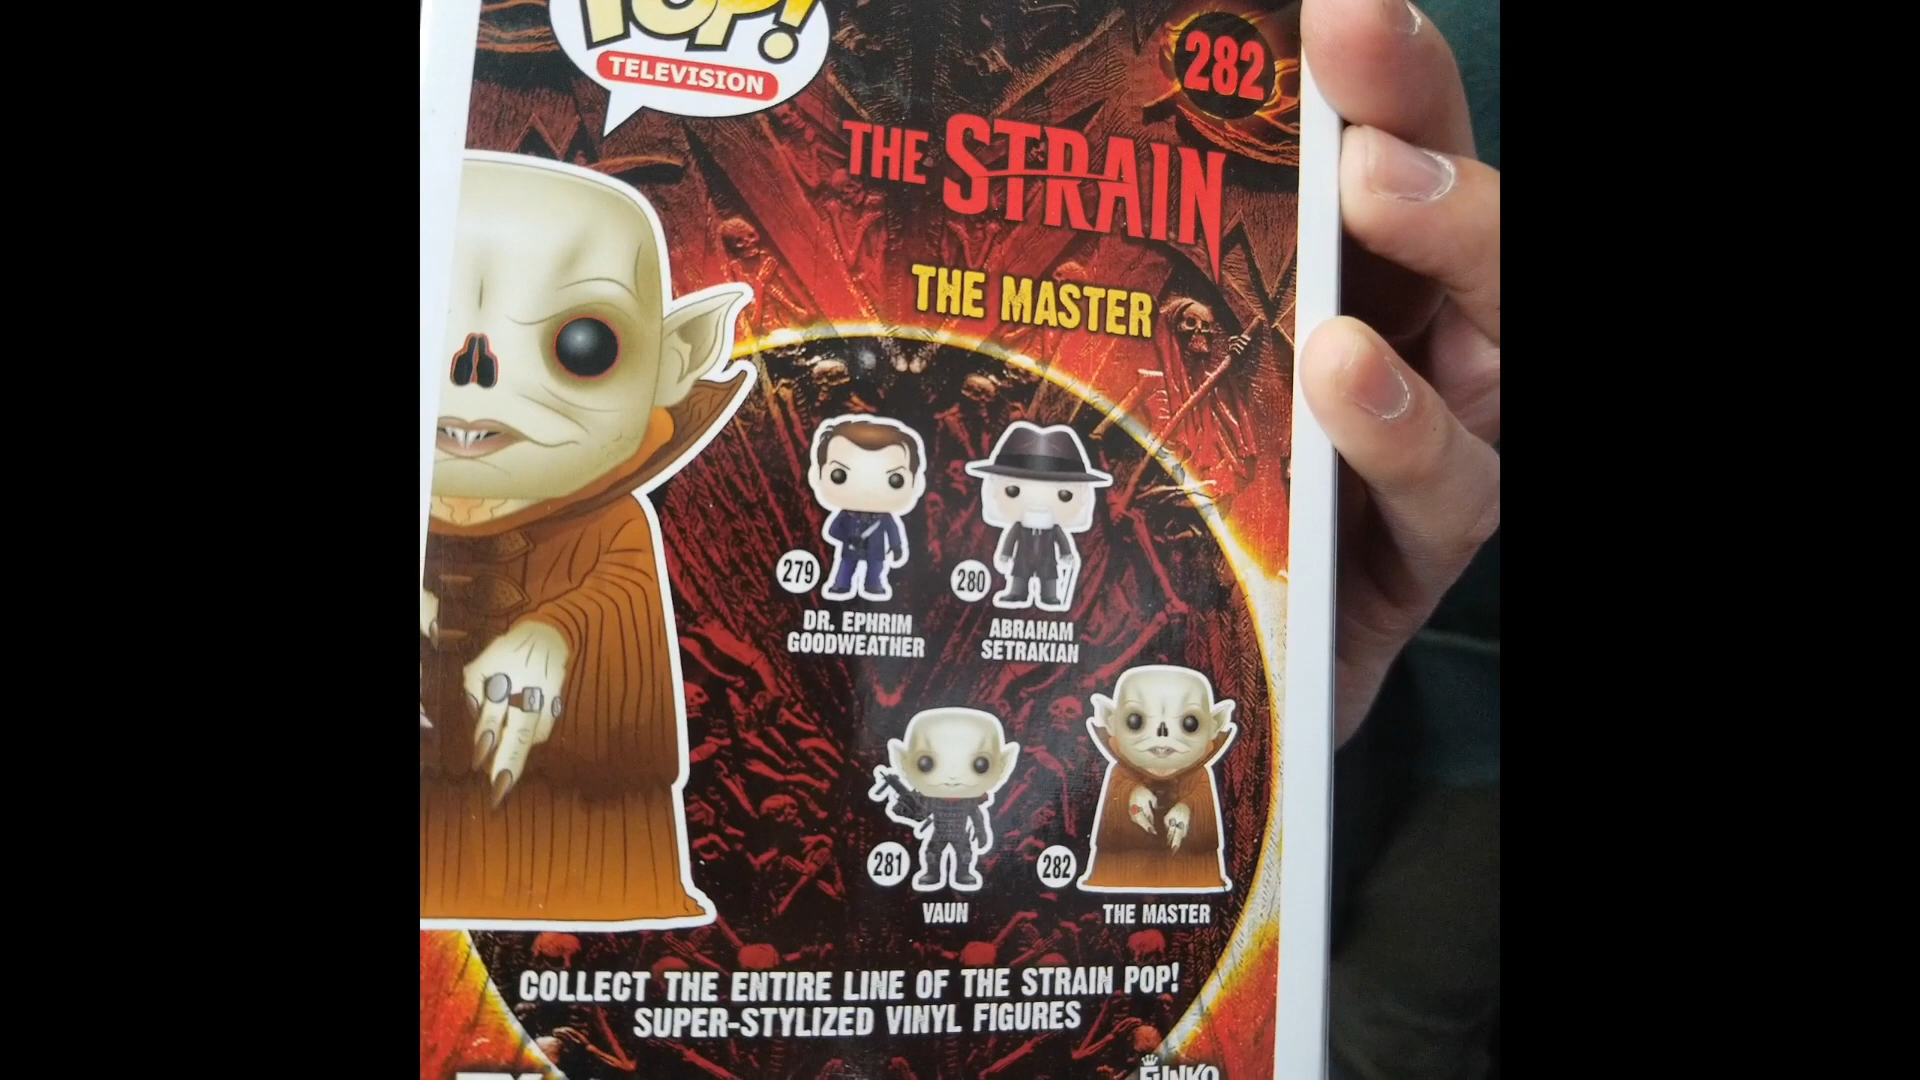 POP!
TELEVISION
282
THE STRAIN
THE MASTER
279
280
DR. EPHRIM
GOODWEATHER
ABRAHAM
SETRAKIAN
281
282
VAUN
THE MASTER
COLLECT THE ENTIRE LINE OF THE STRAIN POP!
SUPER-STYLIZED VINYL FIGURES
FUNKO